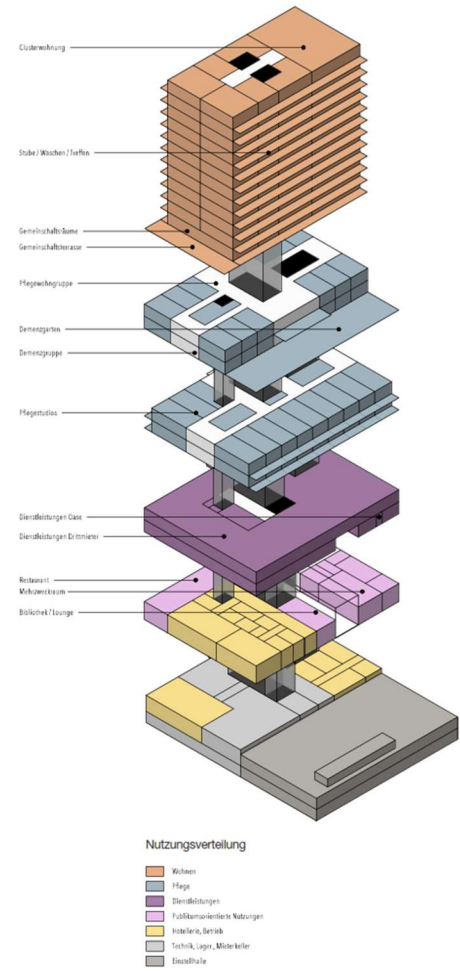 Clusterwohnung
Stube / Waschen / Treffen
Gemeinschaftsräume
Gemeinschaftsterrasse
Pflegewohngruppe
Demenzgarten
Demenzgruppe
Pflegestudios
Dienstleistungen Oase
Dienstleistungen Drittmieter
Restaurant
Mehrzweckraum
Bibliothek / Lounge
Nutzungsverteilung
Wohnen
Pflege
Dienstleistungen
Publikumsorientierte Nutzungen
Hotellerie, Betrieb
Technik, Lager, Mieterkeller
Einstellhalle